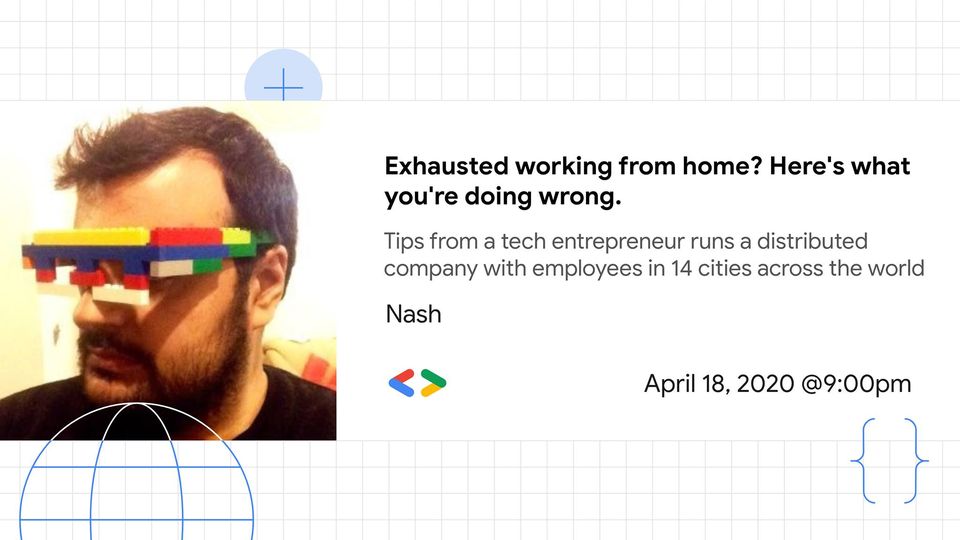 Exhausted working from home? Here's what
you're doing wrong.
Tips from a tech entrepreneur runs a distributed
company with employees in 14 cities across the world
Nash
April 18, 2020 @9:00pm